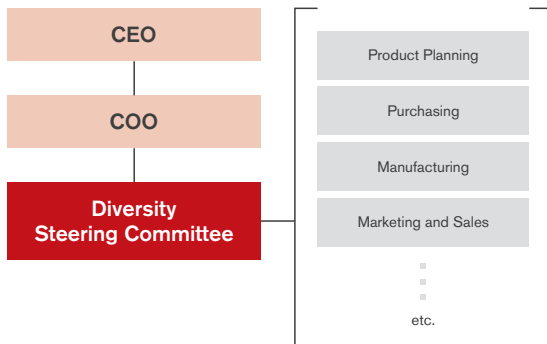 CEO
COO
Diversity
Steering Committee
Product Planning
Purchasing
Manufacturing
Marketing and Sales
etc.